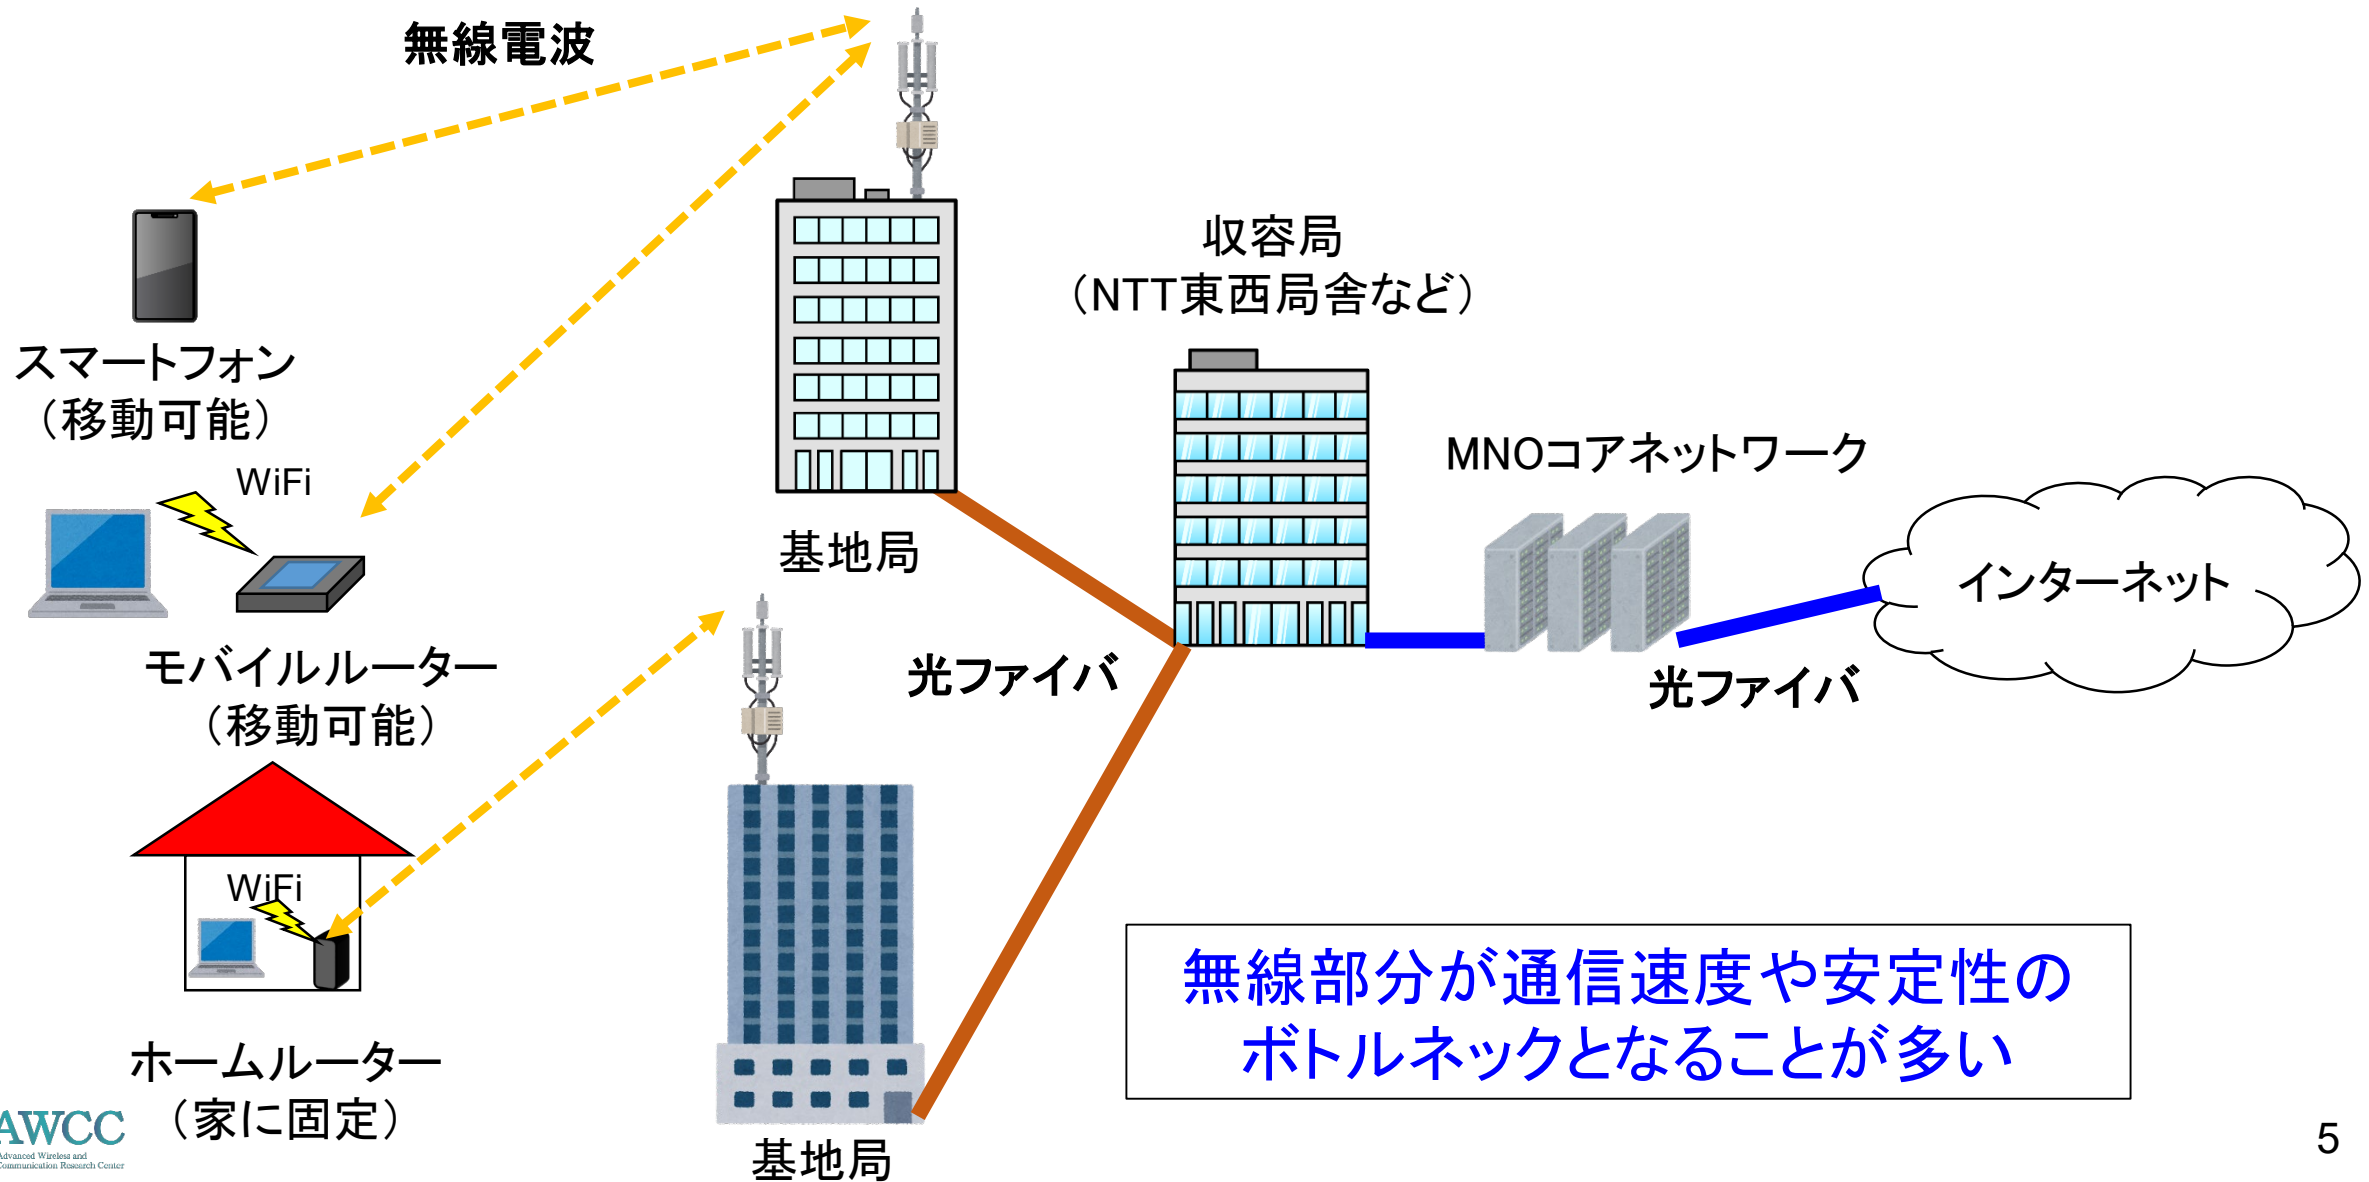 無線電波
収容局
（NTT東西局舎など）
スマートフォン
（移動可能）
MNOコアネットワーク
WiFi
基地局
インターネット
モバイルルーター
（移動可能）
光ファイバ
光ファイバ
WiFi
無線部分が通信速度や安定性の
ボトルネックとなることが多い
ホームルーター
（家に固定）
基地局
AWCC
Advanced Wireless and
Communication Research Center
5